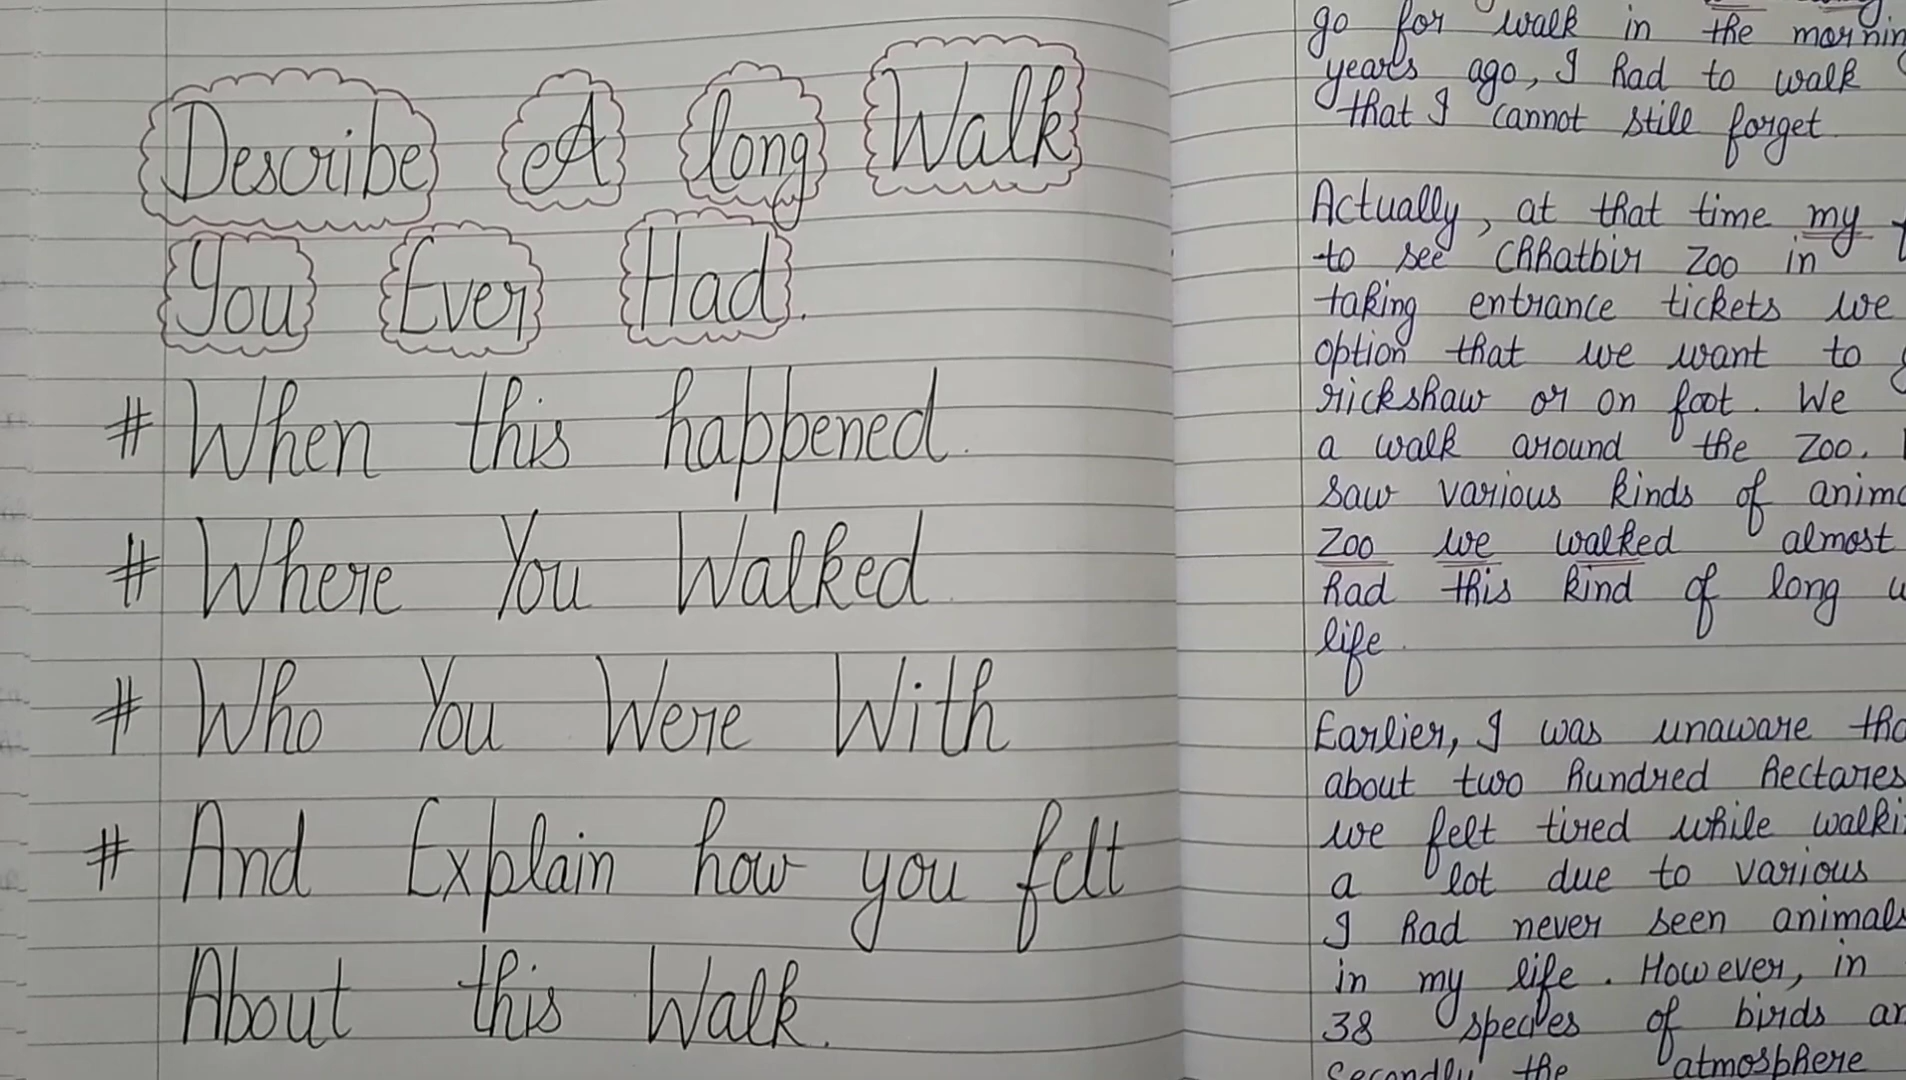 Describe A long Walk
You Ever Had.
# When this happened.
# Where You Walked.
# Who You Were With
# And Explain how you felt
About this Walk.
go for walk in the
years ago, I had to walk
that I cannot still forget.
Actually, at that time my
to see Chhatbir Zoo in
taking entrance tickets we
option that we want to
rickshaw or on foot. We
a walk around the Zoo.
saw various kinds of
Zoo we walked almost
had this kind of long
life.
Earlier, I was unaware
about two hundred hectares
we felt tired while
a lot due to various
I had never seen animals
in my life. However, in
38 species of birds
Secondly the atmosphere